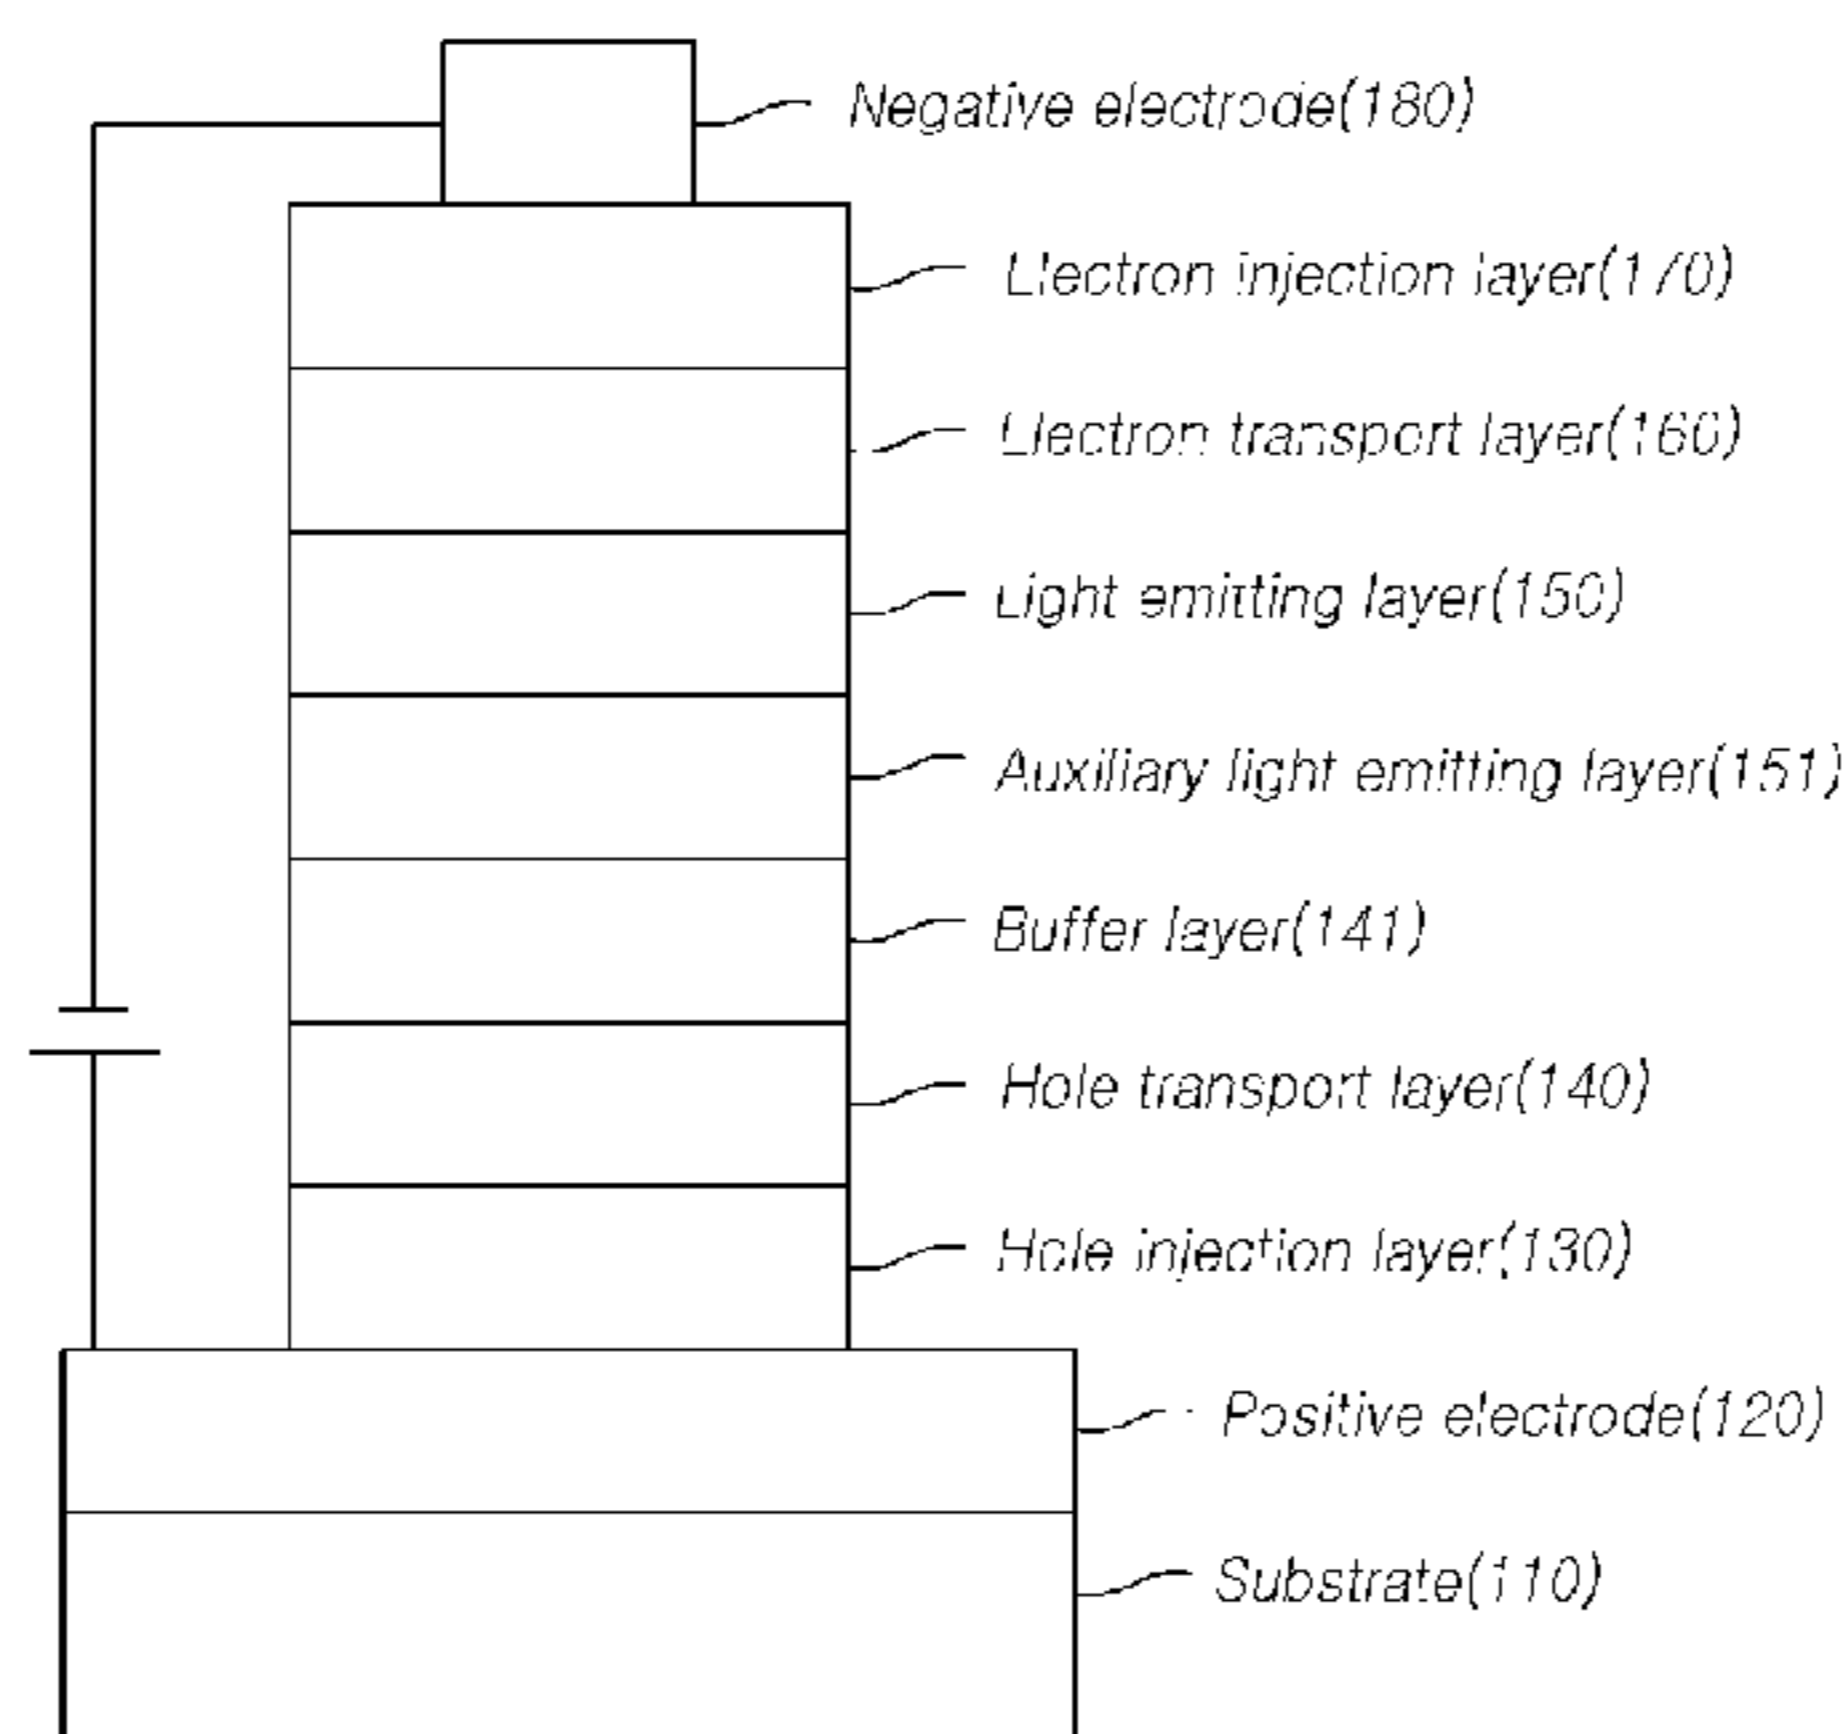 Negative electrode(180)
Electron injection layer(170)
Electron transport layer(160)
Light emitting layer(150)
Auxiliary light emitting layer(151)
Buffer layer(141)
Hole transport layer(140)
Hole injection layer(130)
Positive electrode(120)
Substrate(110)